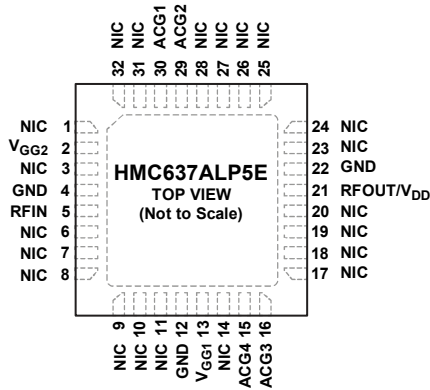 32 NIC
31 NIC
30 ACG1
29 ACG2
28 NIC
27 NIC
26 NIC
25 NIC
NIC 1
VGG2 2
NIC 3
GND 4
RFIN 5
NIC 6
NIC 7
NIC 8
HMC637ALP5E
TOP VIEW
(Not to Scale)
24 NIC
23 NIC
22 GND
21 RFOUT/VDD
20 NIC
19 NIC
18 NIC
17 NIC
NIC 9
NIC 10
NIC 11
GND 12
VGG1 13
NIC 14
ACG4 15
ACG3 16